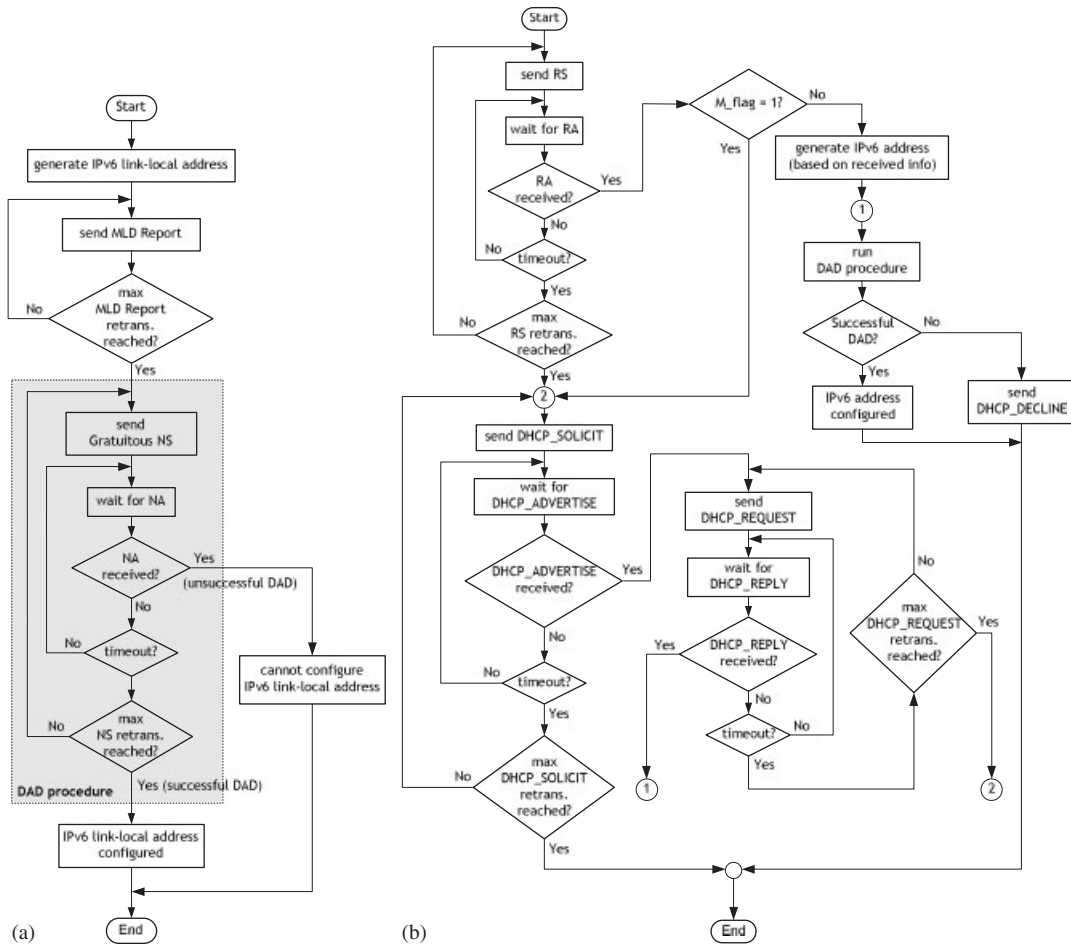 Start
generate IPv6 link-local address
send MLD Report
max
MLD Report
retrans.
reached?
No
Yes
send
Gratuitous NS
wait for NA
NA
received?
Yes
(unsuccessful DAD)
No
No
timeout?
cannot configure
IPv6 link-local address
max
NS retrans.
reached?
No
Yes (successful DAD)
DAD procedure
IPv6 link-local address
configured
End
(a)
Start
send RS
wait for RA
RA
received?
Yes
No
No
timeout?
Yes
max
RS retrans.
reached?
No
Yes
2
M_flag = 1?
No
Yes
generate IPv6 address
(based on received info)
1
run
DAD procedure
Successful
DAD?
No
Yes
IPv6 address
configured
send
DHCP_DECLINE
send DHCP_SOLICIT
wait for
DHCP_ADVERTISE
DHCP_ADVERTISE
received?
Yes
No
No
timeout?
Yes
max
DHCP_SOLICIT
retrans.
reached?
No
Yes
send
DHCP_REQUEST
wait for
DHCP_REPLY
DHCP_REPLY
received?
Yes
No
timeout?
No
Yes
1
max
DHCP_REQUEST
retrans.
reached?
No
Yes
2
End
(b)